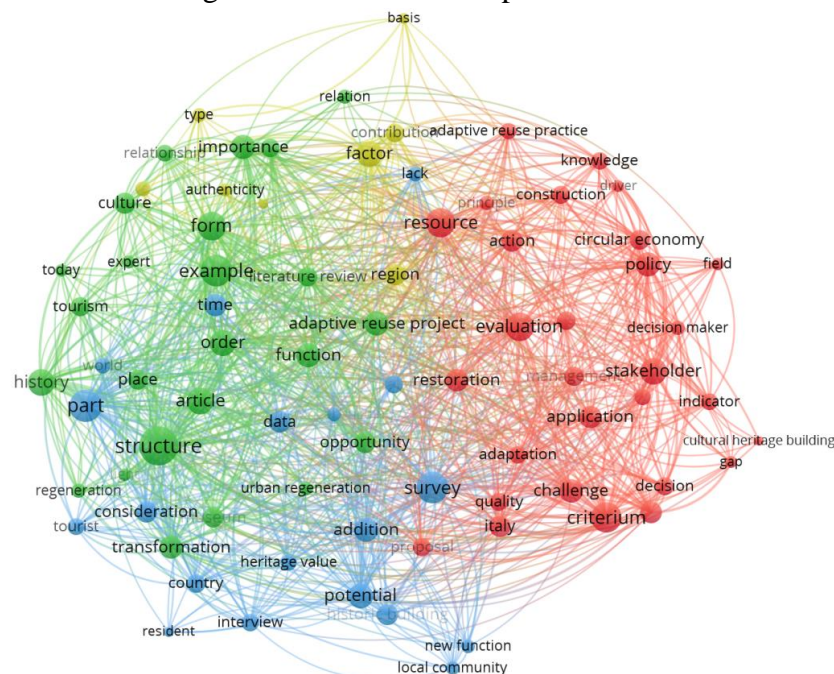 basis
relation
type
contribution
adaptive reuse practice
importance
relationship
factor
knowledge
lack
driver
authenticity
construction
culture
principle
form
resource
action
circular economy
expert
policy
field
today
example
literature review
region
tourism
time
adaptive reuse project
evaluation
decision maker
order
function
world
stakeholder
history
place
restoration
management
part
article
indicator
data
application
structure
opportunity
cultural heritage building
adaptation
gap
regeneration
urban regeneration
survey
challenge
decision
quality
consideration
museum
criterium
tourist
addition
italy
transformation
proposal
heritage value
country
potential
historic building
interview
resident
new function
local community